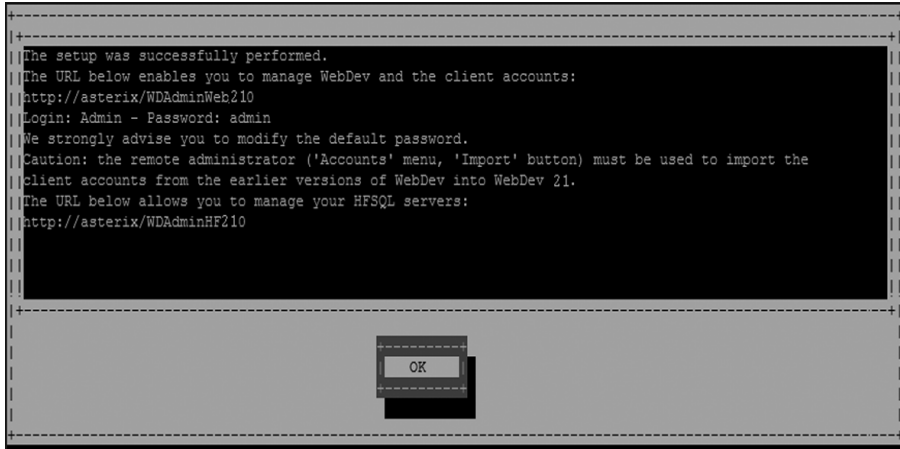 The setup was successfully performed.
The URL below enables you to manage WebDev and the client accounts:
http://asterix/WDAdminWeb210
Login: Admin - Password: admin
We strongly advise you to modify the default password.
Caution: the remote administrator ('Accounts' menu, 'Import' button) must be used to import the
client accounts from the earlier versions of WebDev into WebDev 21.
The URL below allows you to manage your HFSQL servers:
http://asterix/WDAdminHF210
OK